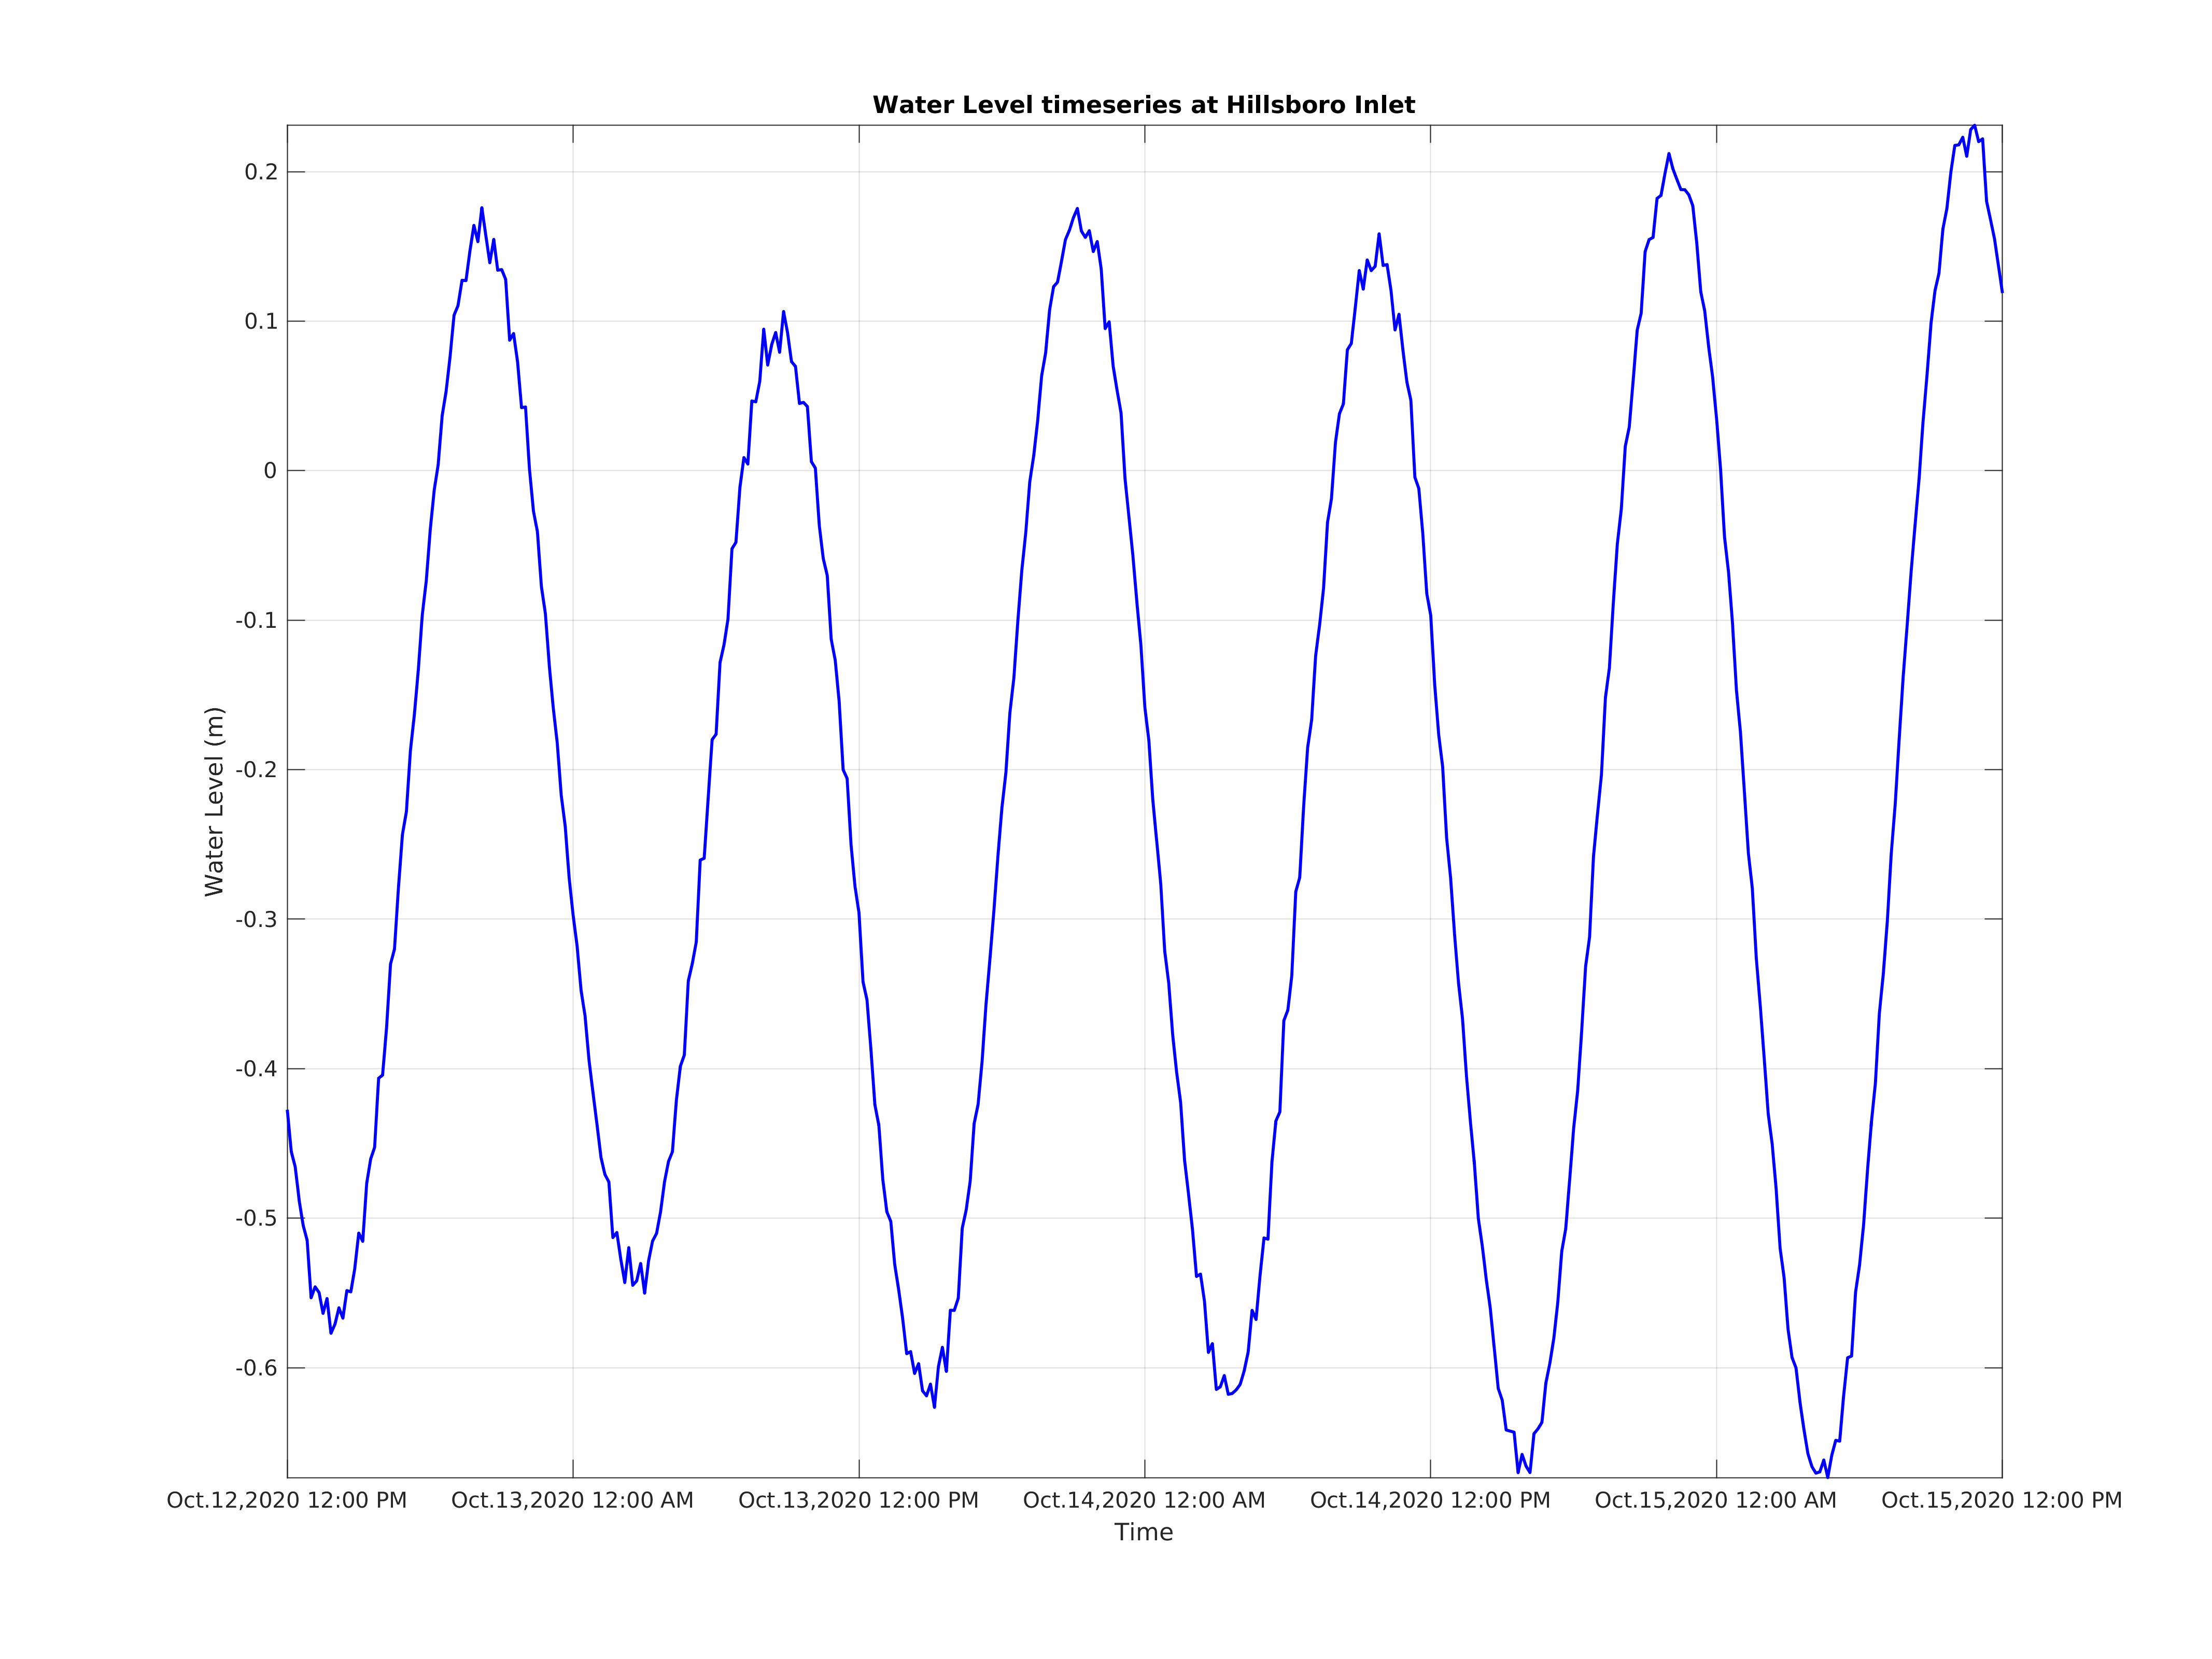 Water Level timeseries at Hillsboro Inlet
0.2
0.1
0
-0.1
-0.2
-0.3
-0.4
-0.5
-0.6
Water Level (m)
Oct.12,2020 12:00 PM
Oct.13,2020 12:00 AM
Oct.13,2020 12:00 PM
Oct.14,2020 12:00 AM
Oct.14,2020 12:00 PM
Oct.15,2020 12:00 AM
Oct.15,2020 12:00 PM
Time